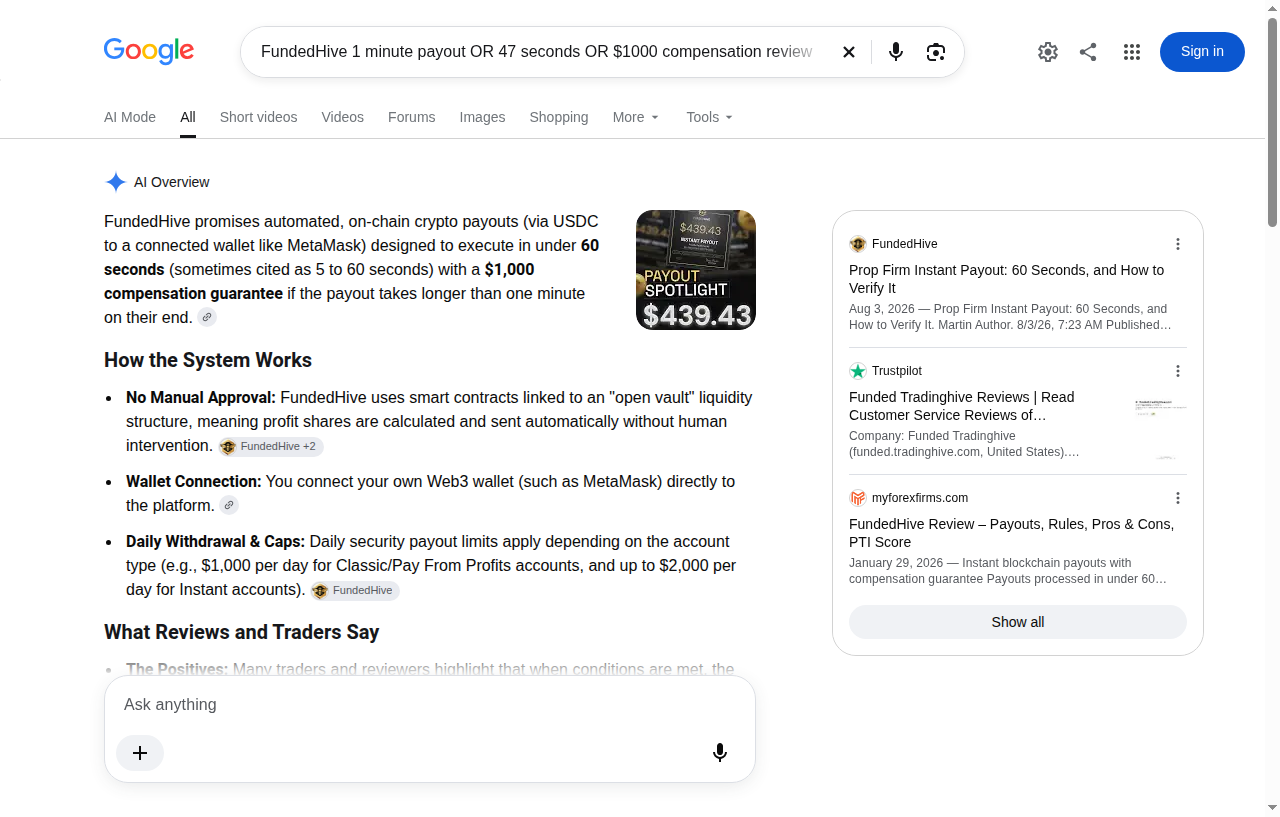 Google
FundedHive 1 minute payout OR 47 seconds OR $1000 compensation review
Sign in
AI Mode
All
Short videos
Videos
Forums
Images
Shopping
More
Tools
AI Overview
FundedHive promises automated, on-chain crypto payouts (via USDC
to a connected wallet like MetaMask) designed to execute in under 60
seconds (sometimes cited as 5 to 60 seconds) with a $1,000
compensation guarantee if the payout takes longer than one minute
on their end.
$439.43
INSTANT PAYOUT
PAYOUT
SPOTLIGHT
$439.43
How the System Works
No Manual Approval: FundedHive uses smart contracts linked to an "open vault" liquidity
structure, meaning profit shares are calculated and sent automatically without human
intervention. FundedHive +2
Wallet Connection: You connect your own Web3 wallet (such as MetaMask) directly to
the platform.
Daily Withdrawal & Caps: Daily security payout limits apply depending on the account
type (e.g., $1,000 per day for Classic/Pay From Profits accounts, and up to $2,000 per
day for Instant accounts). FundedHive
What Reviews and Traders Say
The Positives: Many traders and reviewers highlight that when conditions are met, the
Ask anything
FundedHive
Prop Firm Instant Payout: 60 Seconds, and How to
Verify It
Aug 3, 2026 — Prop Firm Instant Payout: 60 Seconds, and
How to Verify It. Martin Author. 8/3/26, 7:23 AM Published…
Trustpilot
Funded Tradinghive Reviews | Read
Customer Service Reviews of…
Company: Funded Tradinghive
(funded.tradinghive.com, United States)….
myforexfirms.com
FundedHive Review – Payouts, Rules, Pros & Cons,
PTI Score
January 29, 2026 — Instant blockchain payouts with
compensation guarantee Payouts processed in under 60…
Show all